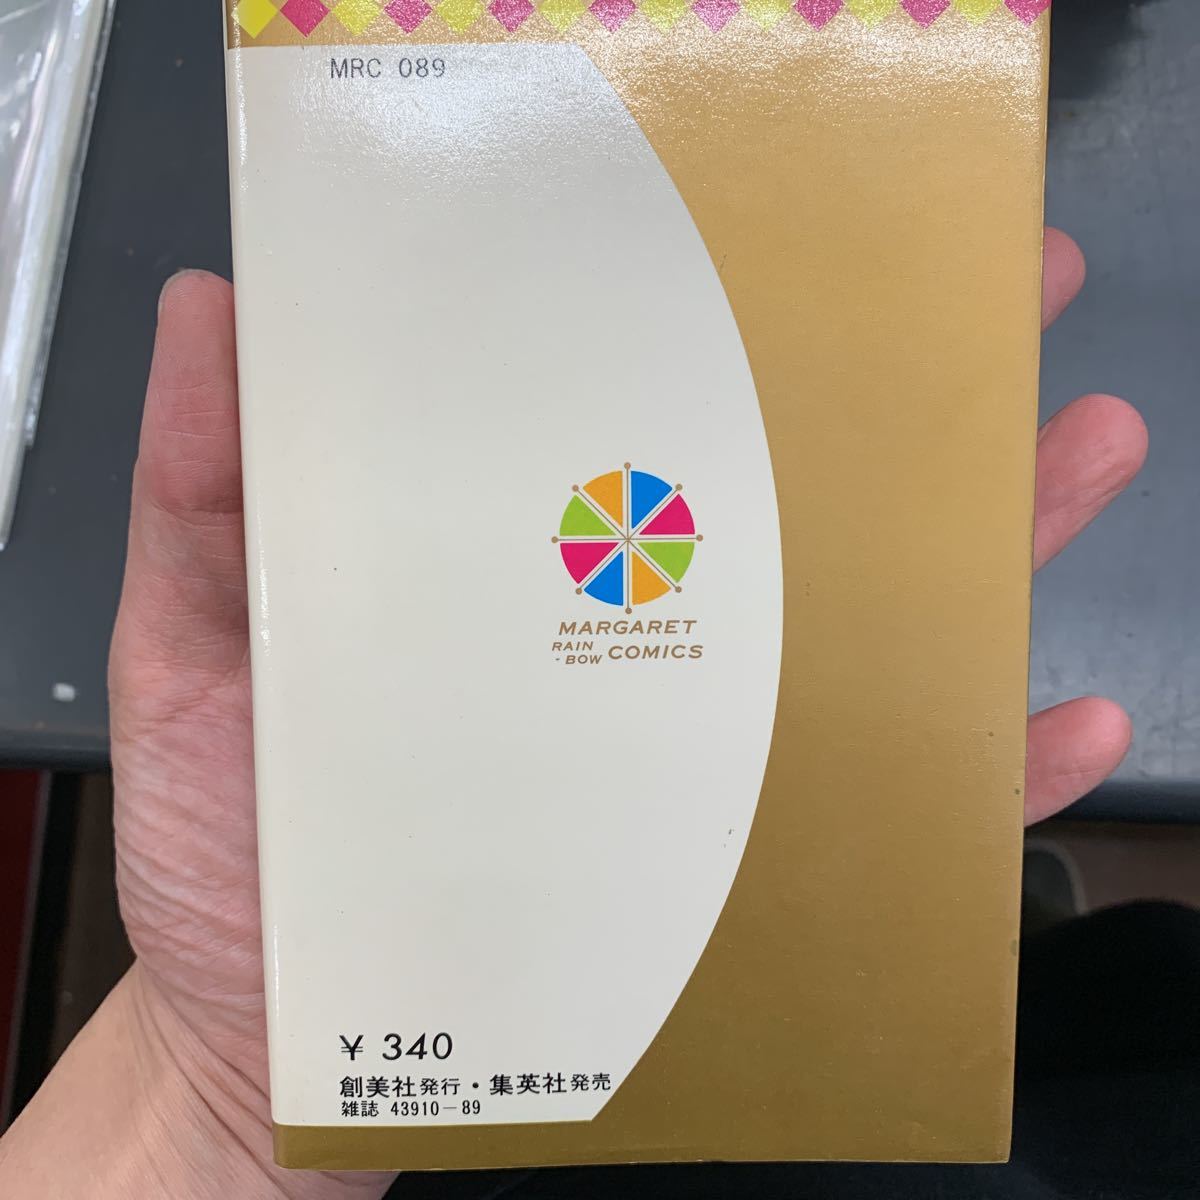 MRC 089
MARGARET
RAIN
-BOW COMICS
¥ 340
創美社発行・集英社発売
雑誌 43910-89